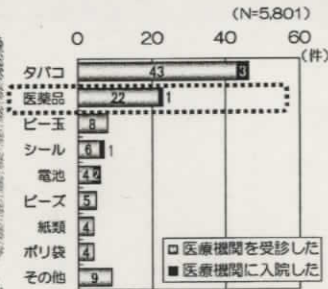 (N=5,801)
0 20 40 60
(件)
タバコ 43 3
医薬品 22 1
ビー玉 8
シール 6 1
電池 4 2
ビーズ 5
紙類 4
ポリ袋 4
その他 9
医療機関を受診した
医療機関に入院した